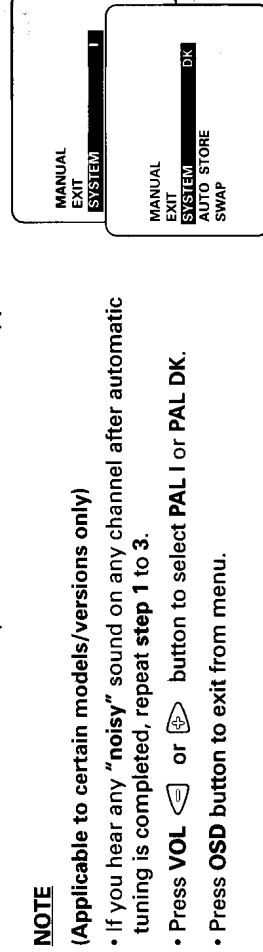 NOTE
(Applicable to certain models/versions only)
• If you hear any "noisy" sound on any channel after automatic
tuning is completed, repeat step 1 to 3.
• Press VOL - or + button to select PAL I or PAL DK.
• Press OSD button to exit from menu.
MANUAL
EXIT
SYSTEM I
MANUAL
EXIT
SYSTEM DK
AUTO STORE
SWAP